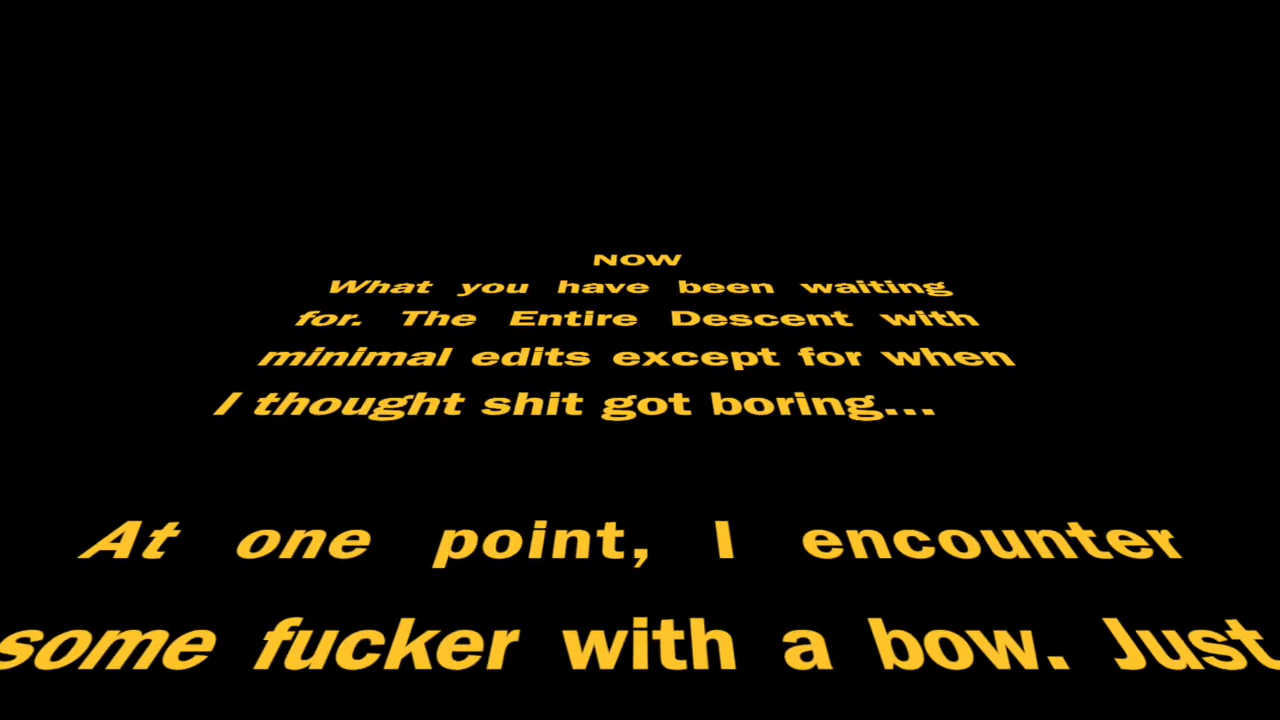 NOW
What you have been waiting
for. The Entire Descent with
minimal edits except for when
I thought shit got boring...
At one point, I encounter
some fucker with a bow. Just